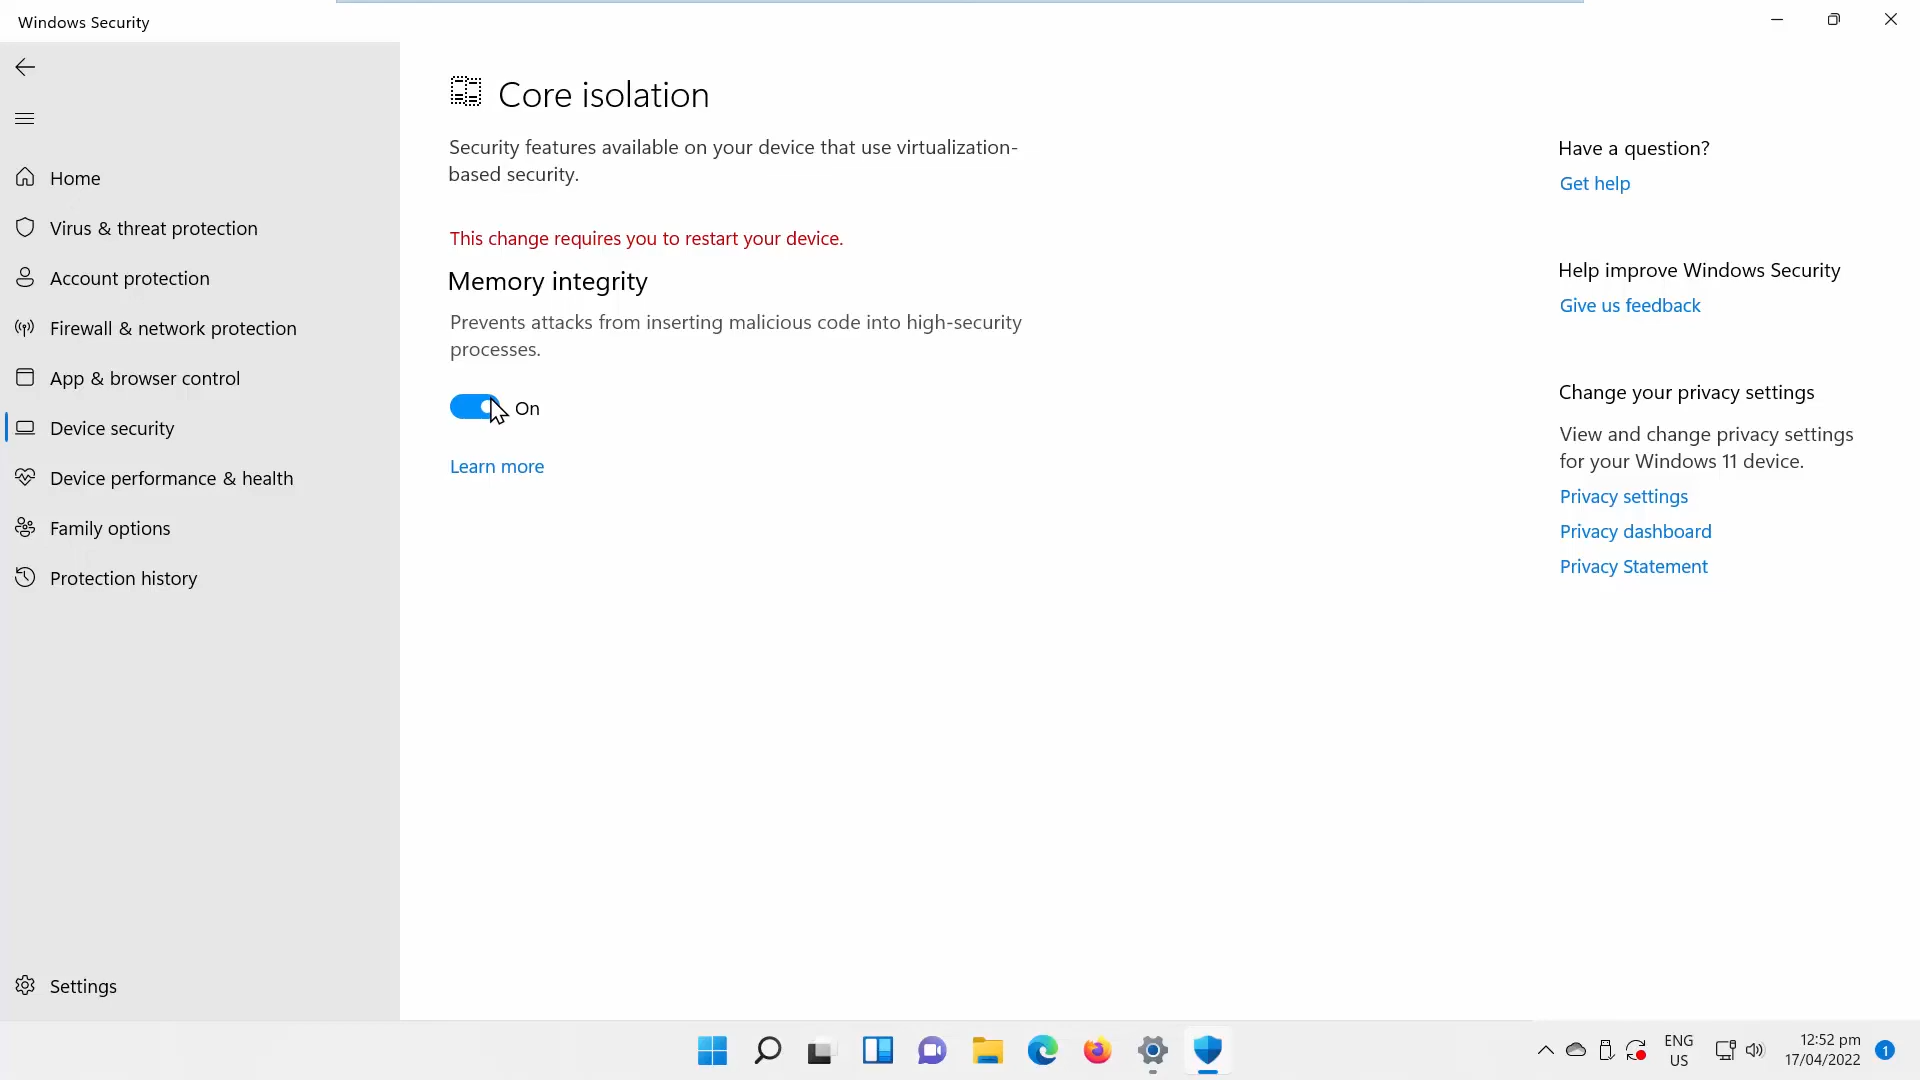 Windows Security
Home
Virus & threat protection
Account protection
Firewall & network protection
App & browser control
Device security
Device performance & health
Family options
Protection history
Settings
Core isolation
Security features available on your device that use virtualization-
based security.
This change requires you to restart your device.
Memory integrity
Prevents attacks from inserting malicious code into high-security
processes.
On
Learn more
Have a question?
Get help
Help improve Windows Security
Give us feedback
Change your privacy settings
View and change privacy settings
for your Windows 11 device.
Privacy settings
Privacy dashboard
Privacy Statement
ENG
US
12:52 pm
17/04/2022
1